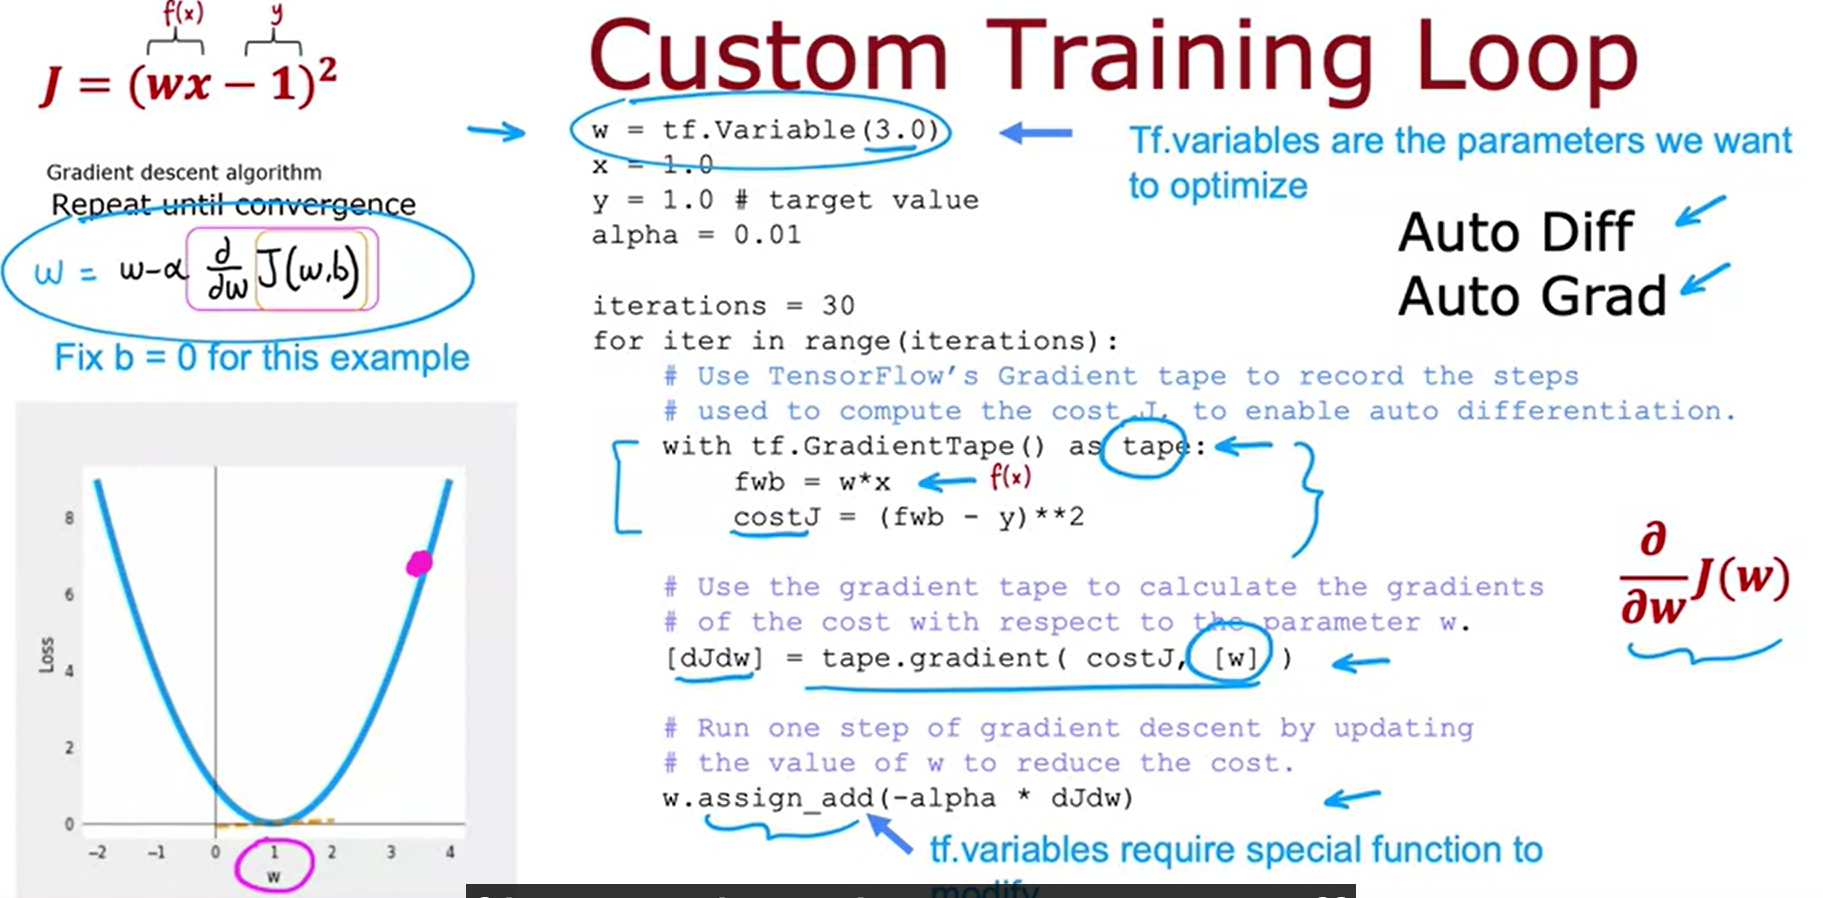 f(x) y
J = (wx − 1)²
Gradient descent algorithm
Repeat until convergence
w = w-α ∂/∂w J(w,b)
Fix b = 0 for this example
8
6
4
2
0
Loss
-2 -1 0 1 2 3 4
w
Custom Training Loop
w = tf.Variable(3.0)
x = 1.0
y = 1.0 # target value
alpha = 0.01
Tf.variables are the parameters we want
to optimize
Auto Diff
Auto Grad
iterations = 30
for iter in range(iterations):
# Use TensorFlow’s Gradient tape to record the steps
# used to compute the cost J, to enable auto differentiation.
with tf.GradientTape() as tape:
fwb = w*x f(x)
costJ = (fwb - y)**2
# Use the gradient tape to calculate the gradients
# of the cost with respect to the parameter w.
[dJdw] = tape.gradient( costJ, [w] )
∂/∂w J(w)
# Run one step of gradient descent by updating
# the value of w to reduce the cost.
w.assign_add(-alpha * dJdw)
tf.variables require special function to
modify